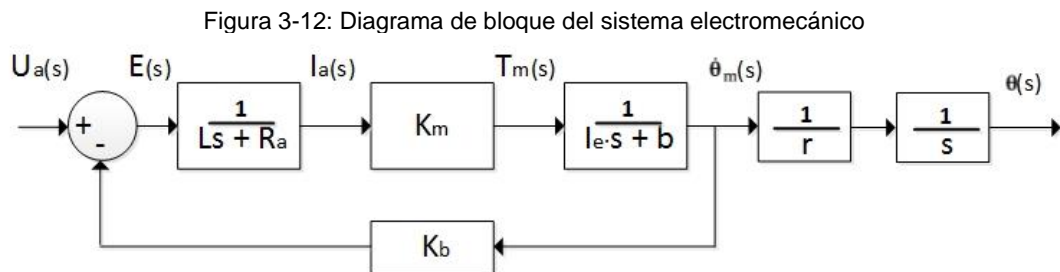 Figura 3-12: Diagrama de bloque del sistema electromecánico
Ua(s)
E(s)
Ia(s)
Tm(s)
θ̇m(s)
θ(s)
+
-
1
Ls + Ra
Km
1
Ie·s + b
1
r
1
s
Kb